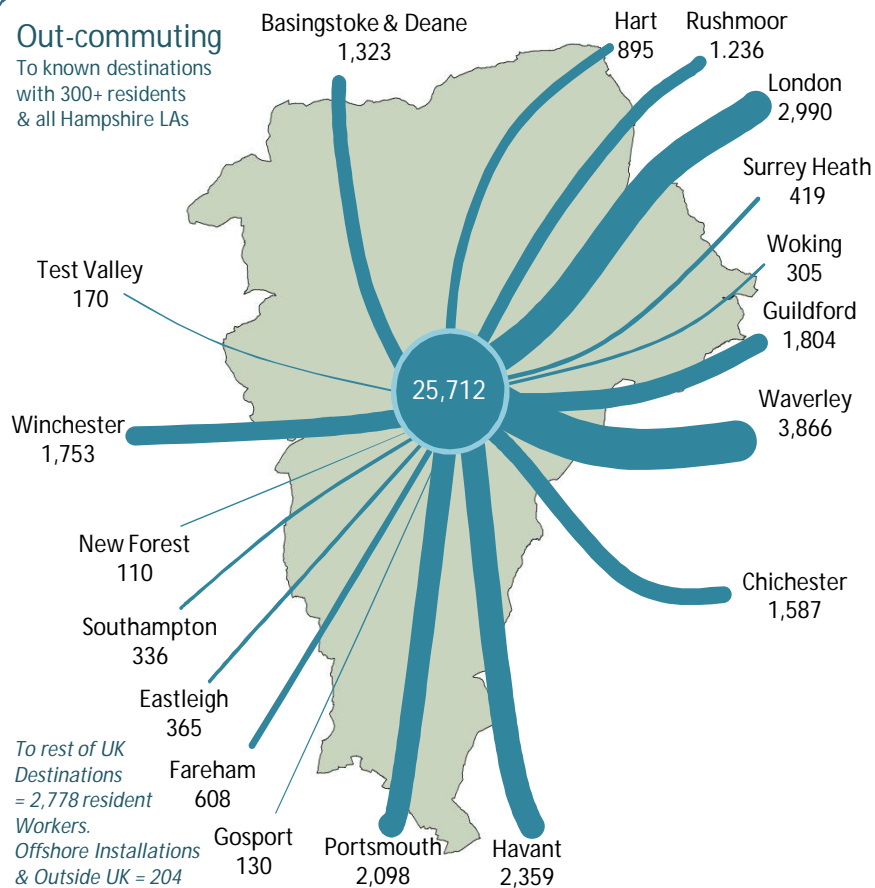 Out-commuting
To known destinations
with 300+ residents
& all Hampshire LAs
Basingstoke & Deane
1,323
Hart
895
Rushmoor
1.236
London
2,990
Surrey Heath
419
Woking
305
Guildford
1,804
Waverley
3,866
Chichester
1,587
Havant
2,359
Portsmouth
2,098
Gosport
130
Fareham
608
Eastleigh
365
Southampton
336
New Forest
110
Winchester
1,753
Test Valley
170
25,712
To rest of UK
Destinations
= 2,778 resident
Workers.
Offshore Installations
& Outside UK = 204